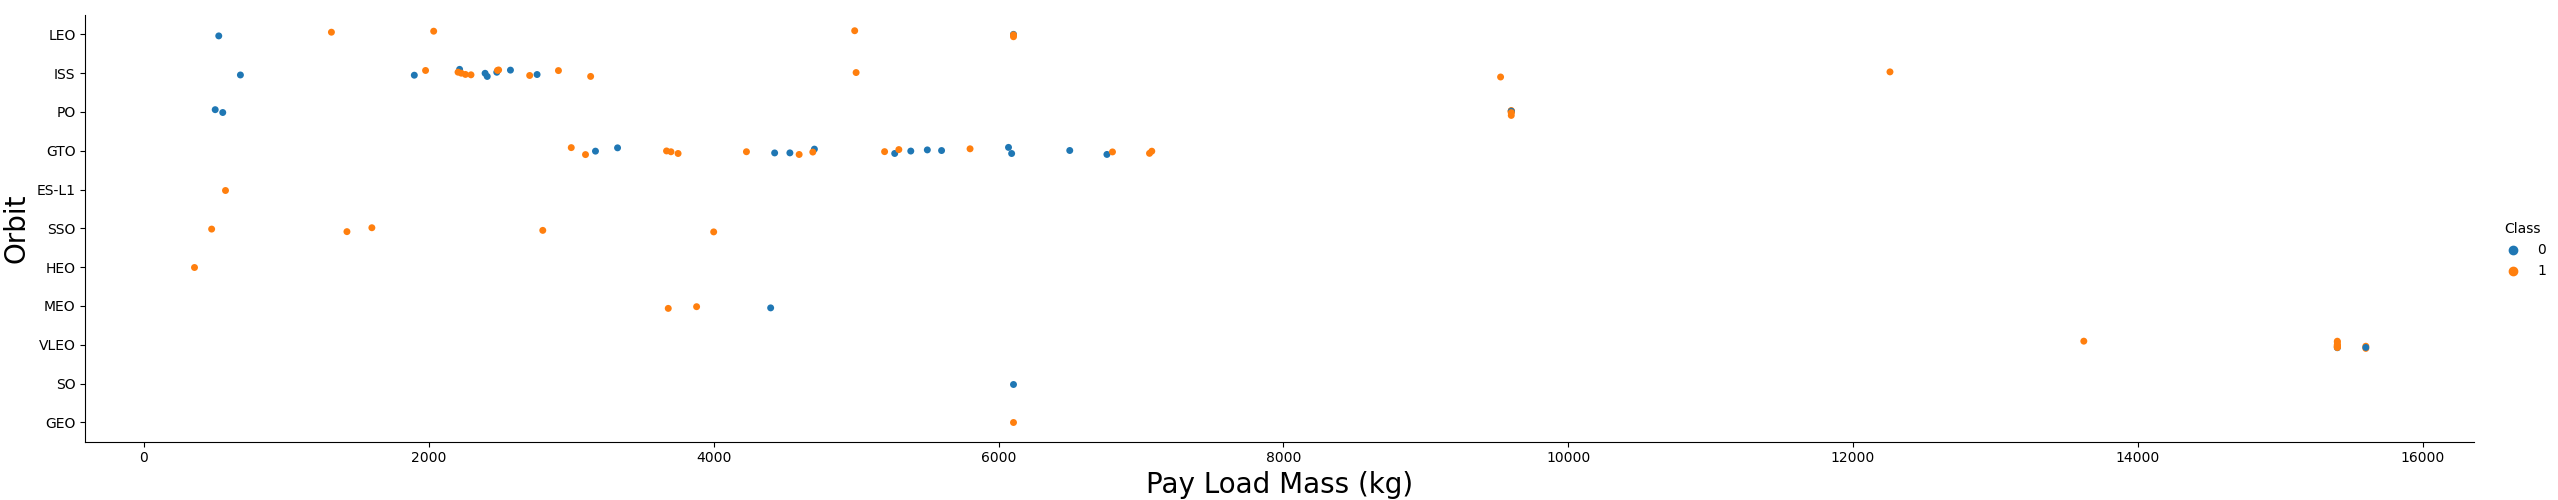 LEO
ISS
PO
GTO
ES-L1
SSO
HEO
MEO
VLEO
SO
GEO
Orbit
0 2000 4000 6000 8000 10000 12000 14000 16000
Pay Load Mass (kg)
Class
0
1